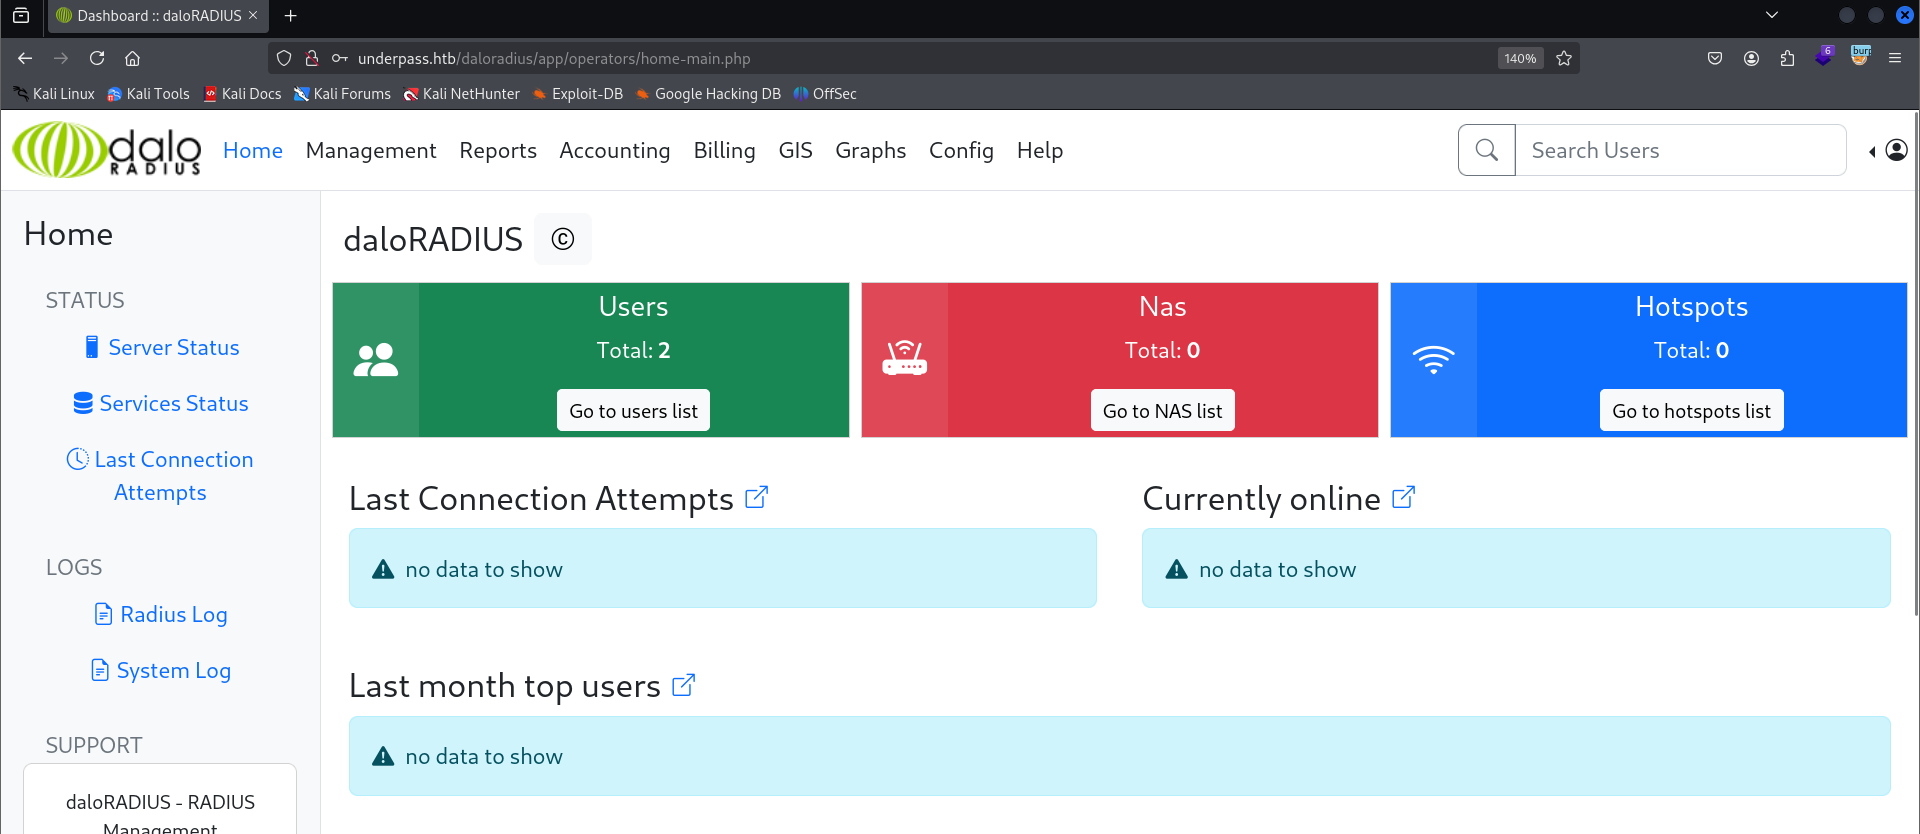 Dashboard :: daloRADIUS
underpass.htb/daloradius/app/operators/home-main.php
140%
6
burp
Kali Linux Kali Tools Kali Docs Kali Forums Kali NetHunter Exploit-DB Google Hacking DB OffSec
dalo RADIUS
Home Management Reports Accounting Billing GIS Graphs Config Help
Search Users
Home
STATUS
Server Status
Services Status
Last Connection
Attempts
LOGS
Radius Log
System Log
SUPPORT
daloRADIUS - RADIUS
Management
daloRADIUS ©
Users
Total: 2
Go to users list
Nas
Total: 0
Go to NAS list
Hotspots
Total: 0
Go to hotspots list
Last Connection Attempts
no data to show
Currently online
no data to show
Last month top users
no data to show